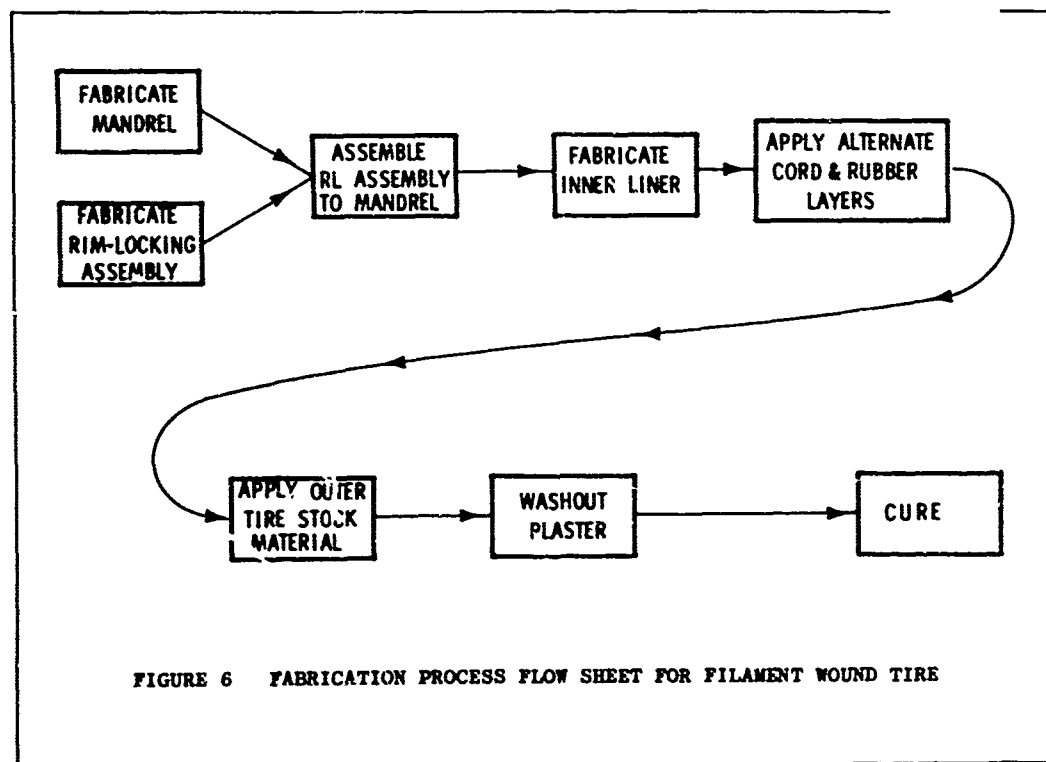 FABRICATE
MANDREL
FABRICATE
RIM-LOCKING
ASSEMBLY
ASSEMBLE
RL ASSEMBLY
TO MANDREL
FABRICATE
INNER LINER
APPLY ALTERNATE
CORD & RUBBER
LAYERS
APPLY OUTER
TIRE STOCK
MATERIAL
WASHOUT
PLASTER
CURE
FIGURE 6 FABRICATION PROCESS FLOW SHEET FOR FILAMENT WOUND TIRE